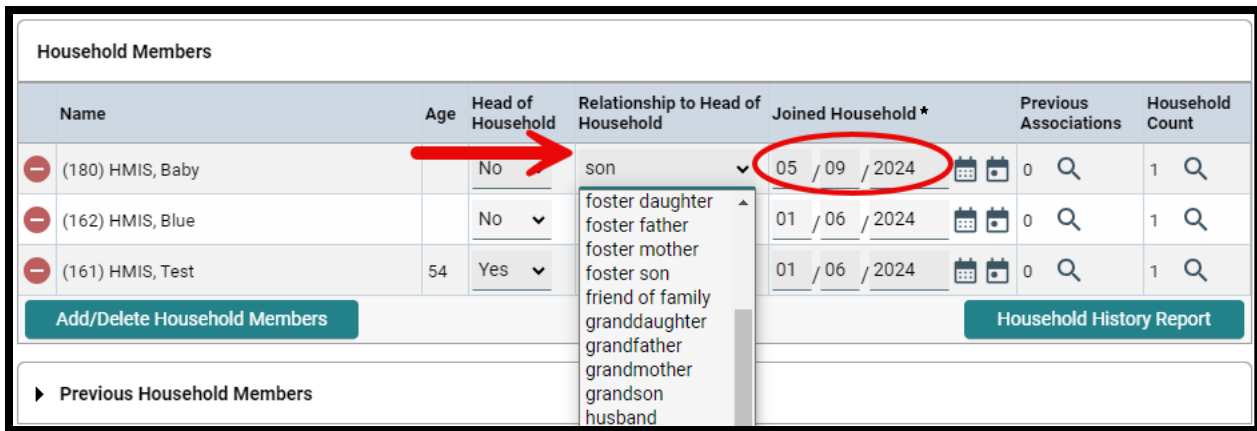 Household Members
Name Age Head of Household Relationship to Head of Household Joined Household * Previous Associations Household Count
(180) HMIS, Baby No son 05 / 09 / 2024 0 1
foster daughter
(162) HMIS, Blue No 01 / 06 / 2024 0 1
foster father
foster mother
(161) HMIS, Test 54 Yes 01 / 06 / 2024 0 1
foster son
friend of family
Add/Delete Household Members granddaughter Household History Report
grandfather
grandmother
Previous Household Members grandson
husband